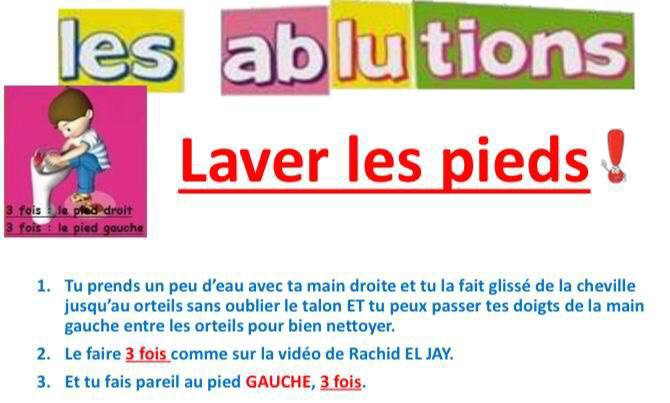 les ablutions
Laver les pieds!
3 fois : le pied droit
3 fois : le pied gauche
1. Tu prends un peu d'eau avec ta main droite et tu la fait glissé de la cheville
jusqu'au orteils sans oublier le talon ET tu peux passer tes doigts de la main
gauche entre les orteils pour bien nettoyer.
2. Le faire 3 fois comme sur la vidéo de Rachid EL JAY.
3. Et tu fais pareil au pied GAUCHE, 3 fois.